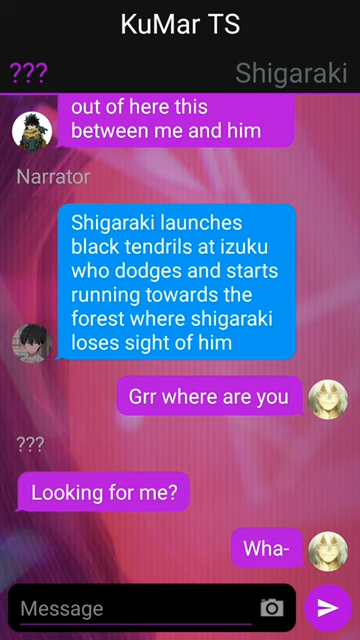 KuMar TS
??? Shigaraki
out of here this
between me and him
Narrator
Shigaraki launches
black tendrils at izuku
who dodges and starts
running towards the
forest where shigaraki
loses sight of him
Grr where are you
???
Looking for me?
Wha-
Message